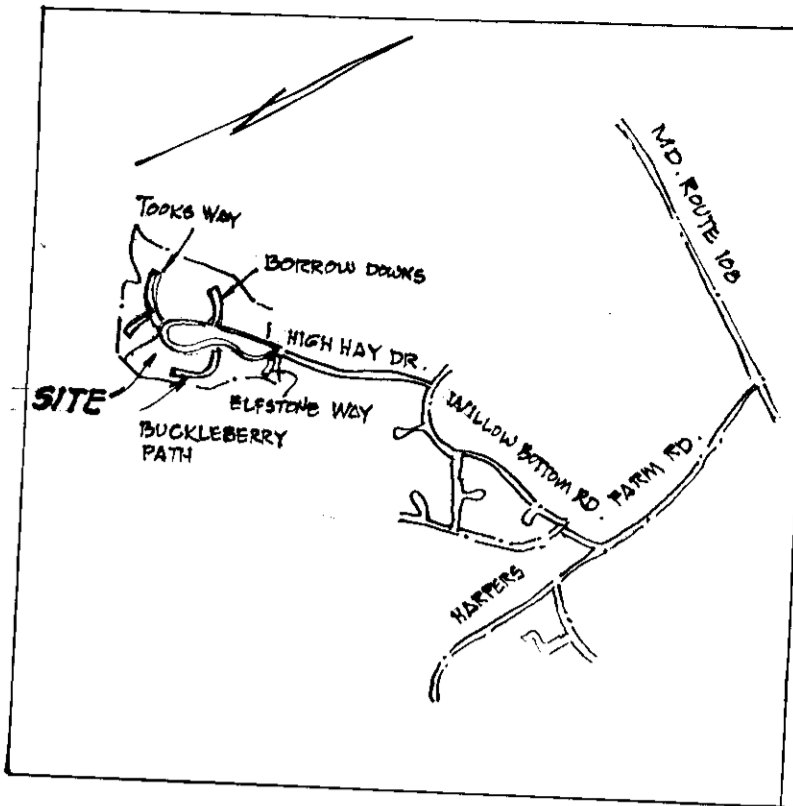 MD. ROUTE 108
TOOKS WAY
BORROW DOWNS
HIGH HAY DR.
SITE
ELFSTONE WAY
BUCKLEBERRY
PATH
WILLOW BOTTOM RD.
HARPERS FARM RD.